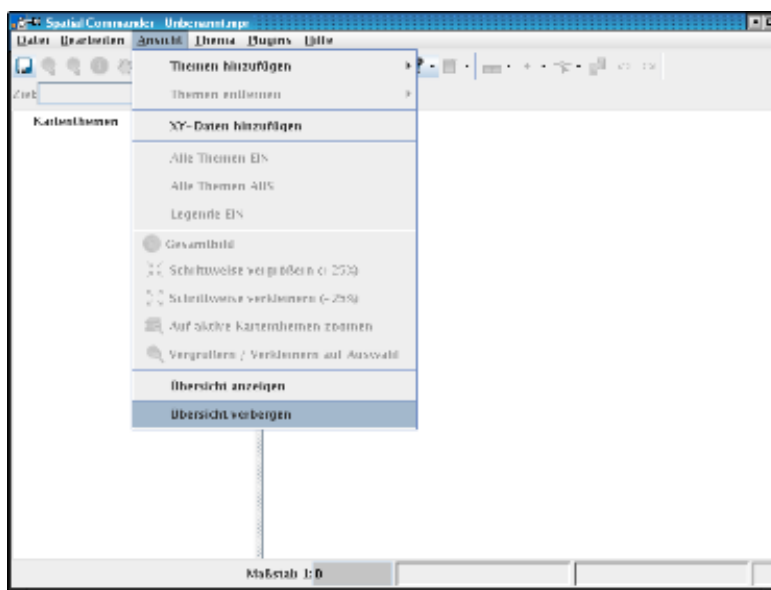 Spatial Commander Unbenannt.mpr
Datei Bearbeiten Ansicht Thema Plugins Hilfe
Themen hinzufügen
Themen entfernen
Ziel:
Kartenthemen
XY-Daten hinzufügen
Alle Themen EIN
Alle Themen AUS
Legende EIN
Gesamtbild
Schrittweise vergrößern (+25%)
Schrittweise verkleinern (-25%)
Auf aktive Kartenthemen zoomen
Vergrößern / Verkleinern auf Auswahl
Übersicht anzeigen
Übersicht verbergen
Maßstab 1: 0